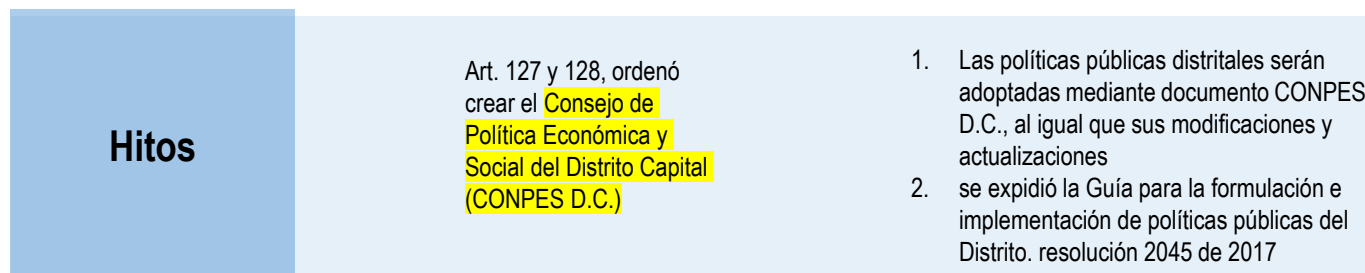 Hitos
Art. 127 y 128, ordenó
crear el Consejo de
Política Económica y
Social del Distrito Capital
(CONPES D.C.)
1. Las políticas públicas distritales serán
adoptadas mediante documento CONPES
D.C., al igual que sus modificaciones y
actualizaciones
2. se expidió la Guía para la formulación e
implementación de políticas públicas del
Distrito. resolución 2045 de 2017